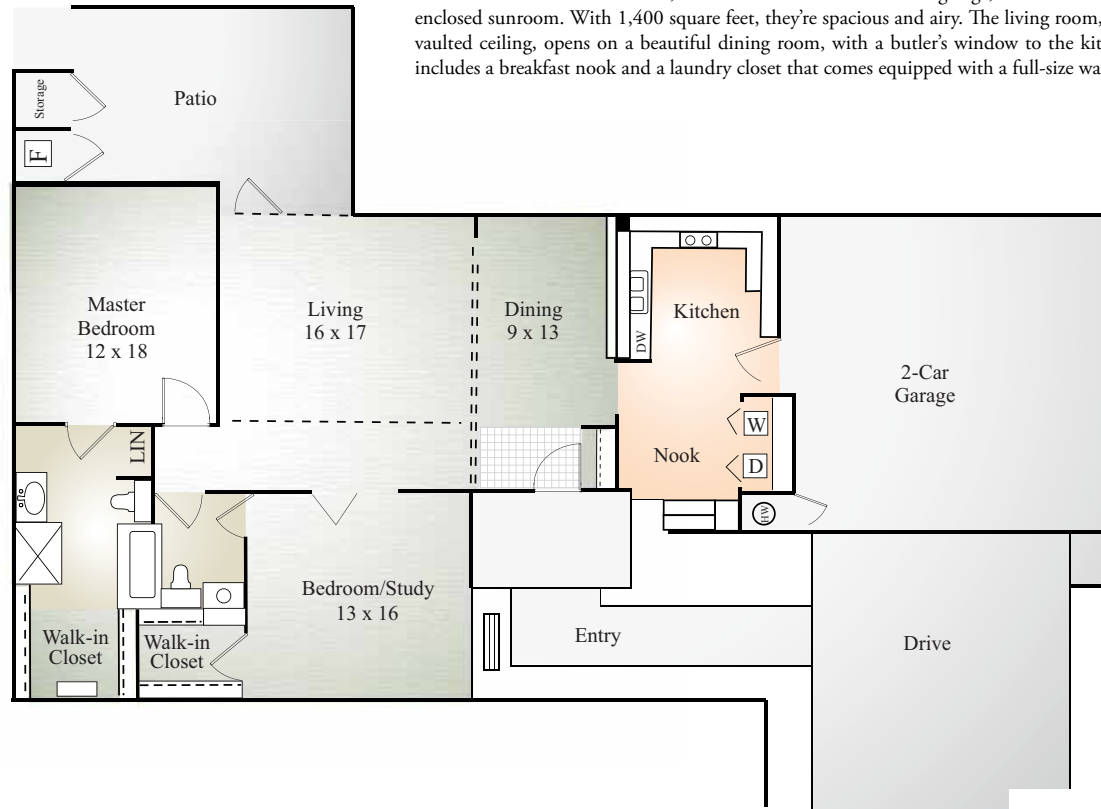 enclosed sunroom. With 1,400 square feet, they're spacious and airy. The living room,
vaulted ceiling, opens on a beautiful dining room, with a butler's window to the kit
includes a breakfast nook and a laundry closet that comes equipped with a full-size wa
Storage
Patio
F
Master
Bedroom
12 x 18
Living
16 x 17
Dining
9 x 13
Kitchen
DW
2-Car
Garage
LIN
Nook
W
D
HW
Bedroom/Study
13 x 16
Walk-in
Closet
Walk-in
Closet
Entry
Drive